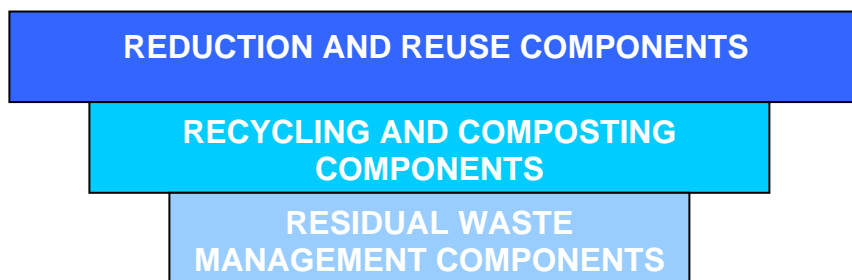 REDUCTION AND REUSE COMPONENTS
RECYCLING AND COMPOSTING
COMPONENTS
RESIDUAL WASTE
MANAGEMENT COMPONENTS